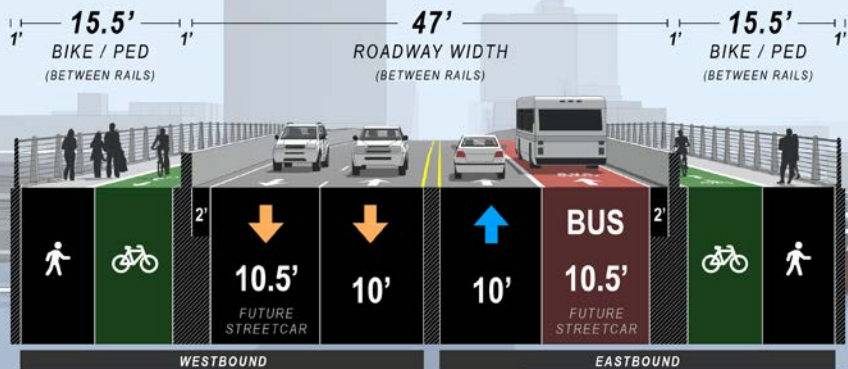 15.5’
BIKE / PED
(BETWEEN RAILS)
1’
1’
47’
ROADWAY WIDTH
(BETWEEN RAILS)
15.5’
BIKE / PED
(BETWEEN RAILS)
1’
1’
2’
10.5’
FUTURE
STREETCAR
10’
10’
BUS
10.5’
FUTURE
STREETCAR
2’
WESTBOUND
EASTBOUND